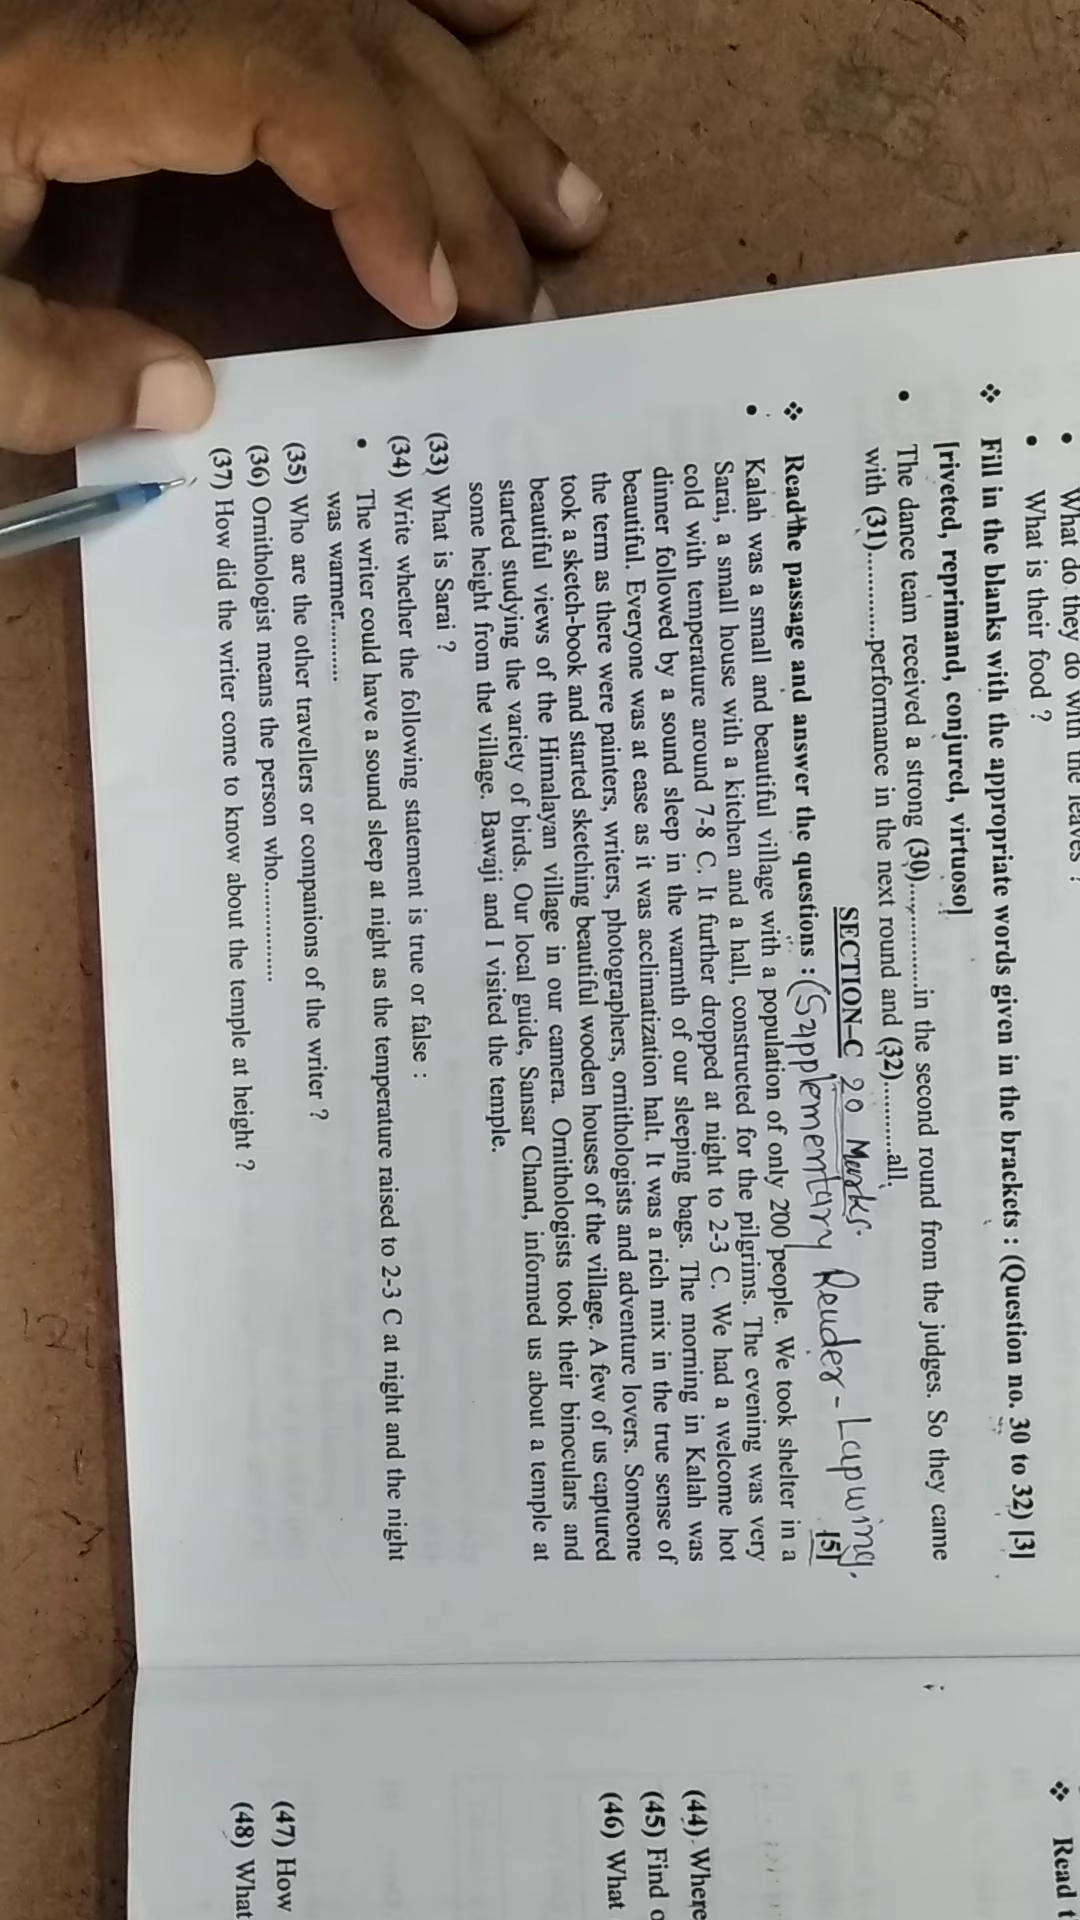 What do they do with the leaves ?
• What is their food ?
❖ Fill in the blanks with the appropriate words given in the brackets : (Question no. 30 to 32) [3]
[riveted, reprimand, conjured, virtuoso]
• The dance team received a strong (30)...............in the second round from the judges. So they came
with (31).............performance in the next round and (32)...........all.
SECTION–C 20 Marks.
❖ Read the passage and answer the questions : (Supplementary Reader - Lapwing. [5]
• Kalah was a small and beautiful village with a population of only 200 people. We took shelter in a
Sarai, a small house with a kitchen and a hall, constructed for the pilgrims. The evening was very
cold with temperature around 7-8 C. It further dropped at night to 2-3 C. We had a welcome hot
dinner followed by a sound sleep in the warmth of our sleeping bags. The morning in Kalah was
beautiful. Everyone was at ease as it was acclimatization halt. It was a rich mix in the true sense of
the term as there were painters, writers, photographers, ornithologists and adventure lovers. Someone
took a sketch-book and started sketching beautiful wooden houses of the village. A few of us captured
beautiful views of the Himalayan village in our camera. Ornithologists took their binoculars and
started studying the variety of birds. Our local guide, Sansar Chand, informed us about a temple at
some height from the village. Bawaji and I visited the temple.
(33) What is Sarai ?
(34) Write whether the following statement is true or false :
• The writer could have a sound sleep at night as the temperature raised to 2-3 C at night and the night
was warmer..........
(35) Who are the other travellers or companions of the writer ?
(36) Ornithologist means the person who...............
(37) How did the writer come to know about the temple at height ?
❖ Read t
(44) Where
(45) Find
(46) What
(47) How
(48) What